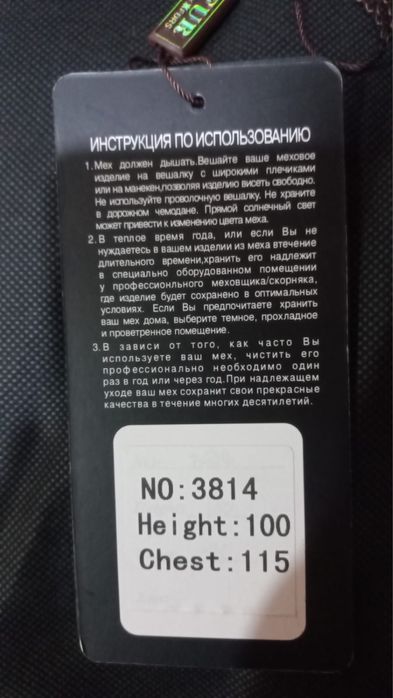 PUR
FURS
ИНСТРУКЦИЯ ПО ИСПОЛЬЗОВАНИЮ
1.Мех должен дышать.Вешайте ваше меховое
изделие на вешалку с широкими плечиками
или на манекен,позволяя изделию висеть свободно.
Не используйте проволочную вешалку. Не храните
в дорожном чемодане. Прямой солнечный свет
может привести к изменению цвета меха.
2.В теплое время года, или если Вы не
нуждаетесь в вашем изделии из меха втечение
длительного времени,хранить его надлежит
в специально оборудованном помещении
у профессионльного меховщика/скорняка,
где изделие будет сохранено в оптимальных
условиях. Если Вы предпочитаете хранить
ваш мех дома, выберите темное, прохладное
и проветренное помещение.
3.В зависи от того, как часто Вы
используете ваш мех, чистить его
профессионально необходимо один
раз в год или через год.При надлежащем
уходе ваш мех сохранит свои прекрасные
качества в течение многих десятилетий.
NO:3814
Height:100
Chest:115